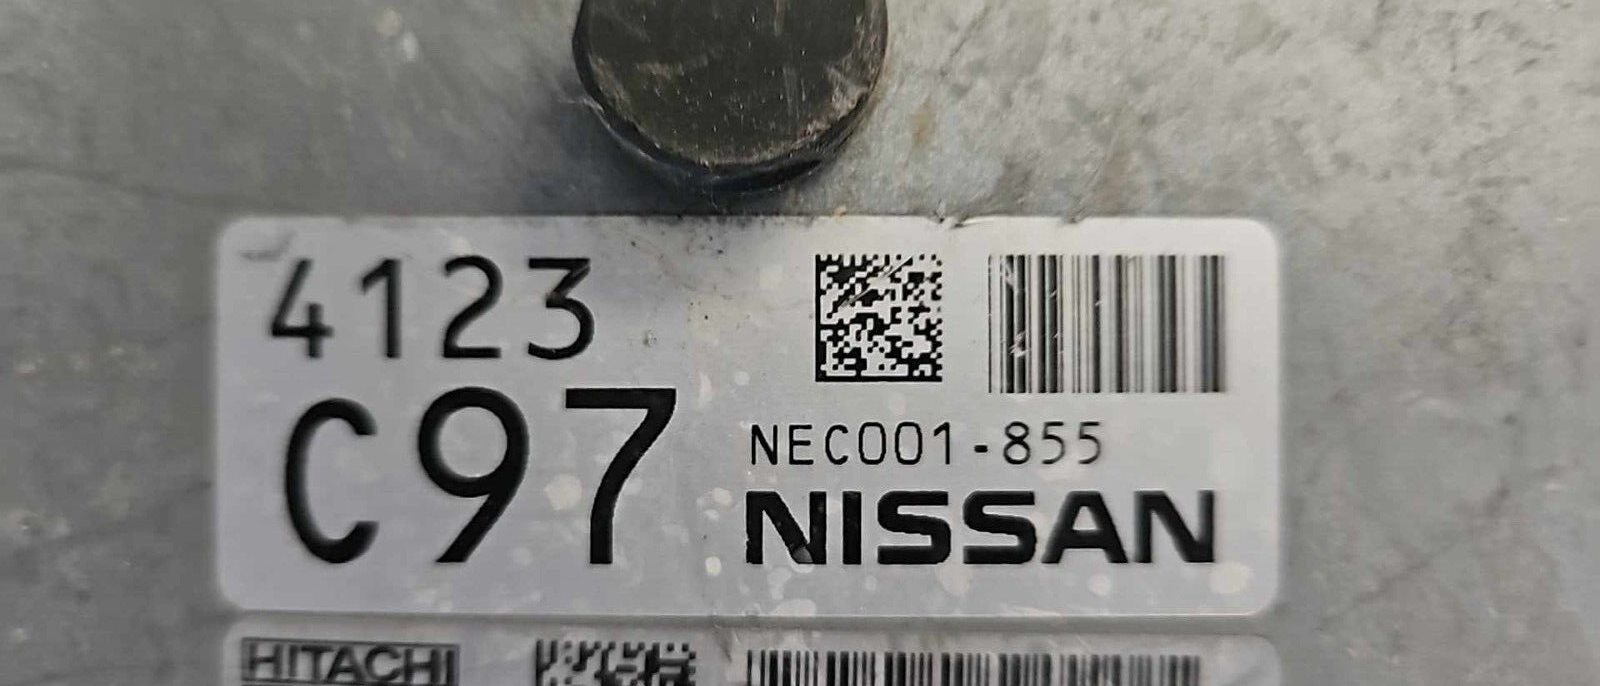 4123
C97
NEC001-855
NISSAN
HITACHI